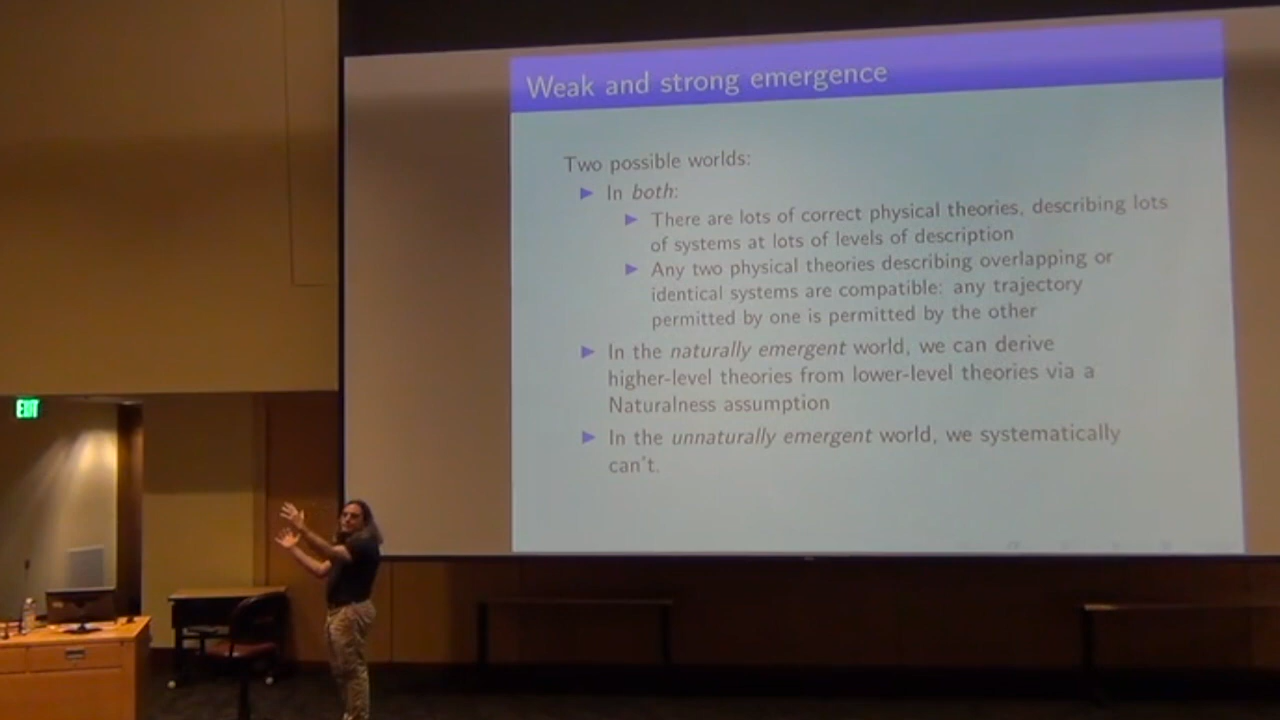 Weak and strong emergence
Two possible worlds:
In both:
There are lots of correct physical theories, describing lots
of systems at lots of levels of description
Any two physical theories describing overlapping or
identical systems are compatible: any trajectory
permitted by one is permitted by the other
In the naturally emergent world, we can derive
higher-level theories from lower-level theories via a
Naturalness assumption
In the unnaturally emergent world, we systematically
can't.
EXIT